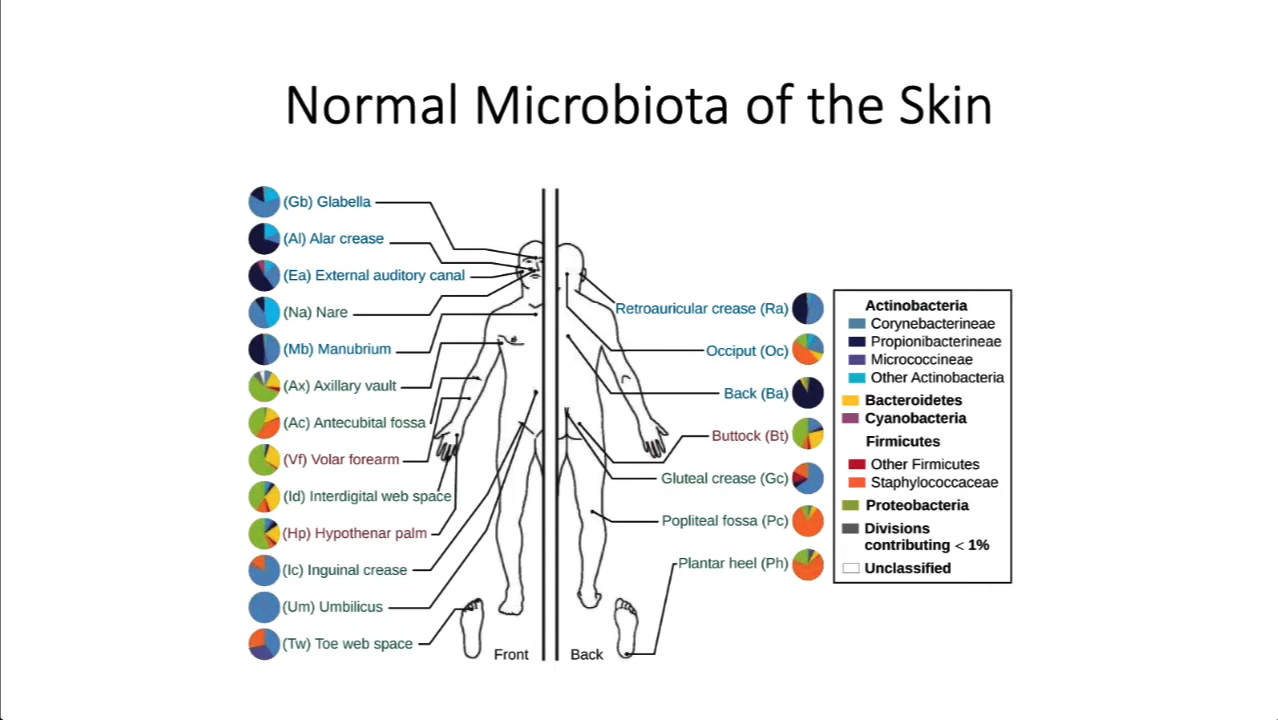 Normal Microbiota of the Skin
(Gb) Glabella
(Al) Alar crease
(Ea) External auditory canal
(Na) Nare
(Mb) Manubrium
(Ax) Axillary vault
(Ac) Antecubital fossa
(Vf) Volar forearm
(Id) Interdigital web space
(Hp) Hypothenar palm
(Ic) Inguinal crease
(Um) Umbilicus
(Tw) Toe web space
Front
Back
Retroauricular crease (Ra)
Occiput (Oc)
Back (Ba)
Buttock (Bt)
Gluteal crease (Gc)
Popliteal fossa (Pc)
Plantar heel (Ph)
Actinobacteria
Corynebacterineae
Propionibacterineae
Micrococcineae
Other Actinobacteria
Bacteroidetes
Cyanobacteria
Firmicutes
Other Firmicutes
Staphylococcaceae
Proteobacteria
Divisions
contributing < 1%
Unclassified